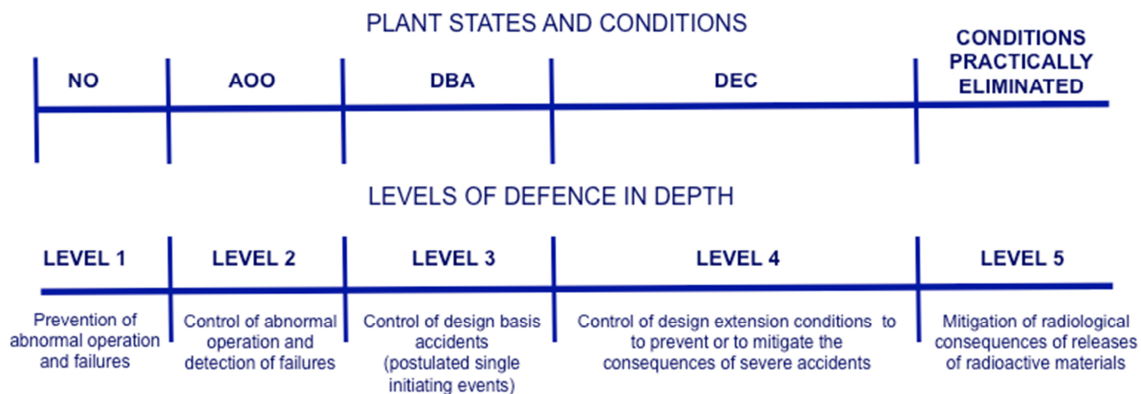 PLANT STATES AND CONDITIONS
NO
AOO
DBA
DEC
CONDITIONS
PRACTICALLY
ELIMINATED
LEVELS OF DEFENCE IN DEPTH
LEVEL 1
LEVEL 2
LEVEL 3
LEVEL 4
LEVEL 5
Prevention of
abnormal operation
and failures
Control of abnormal
operation and
detection of failures
Control of design basis
accidents
(postulated single
initiating events)
Control of design extension conditions to
to prevent or to mitigate the
consequences of severe accidents
Mitigation of radiological
consequences of releases
of radioactive materials